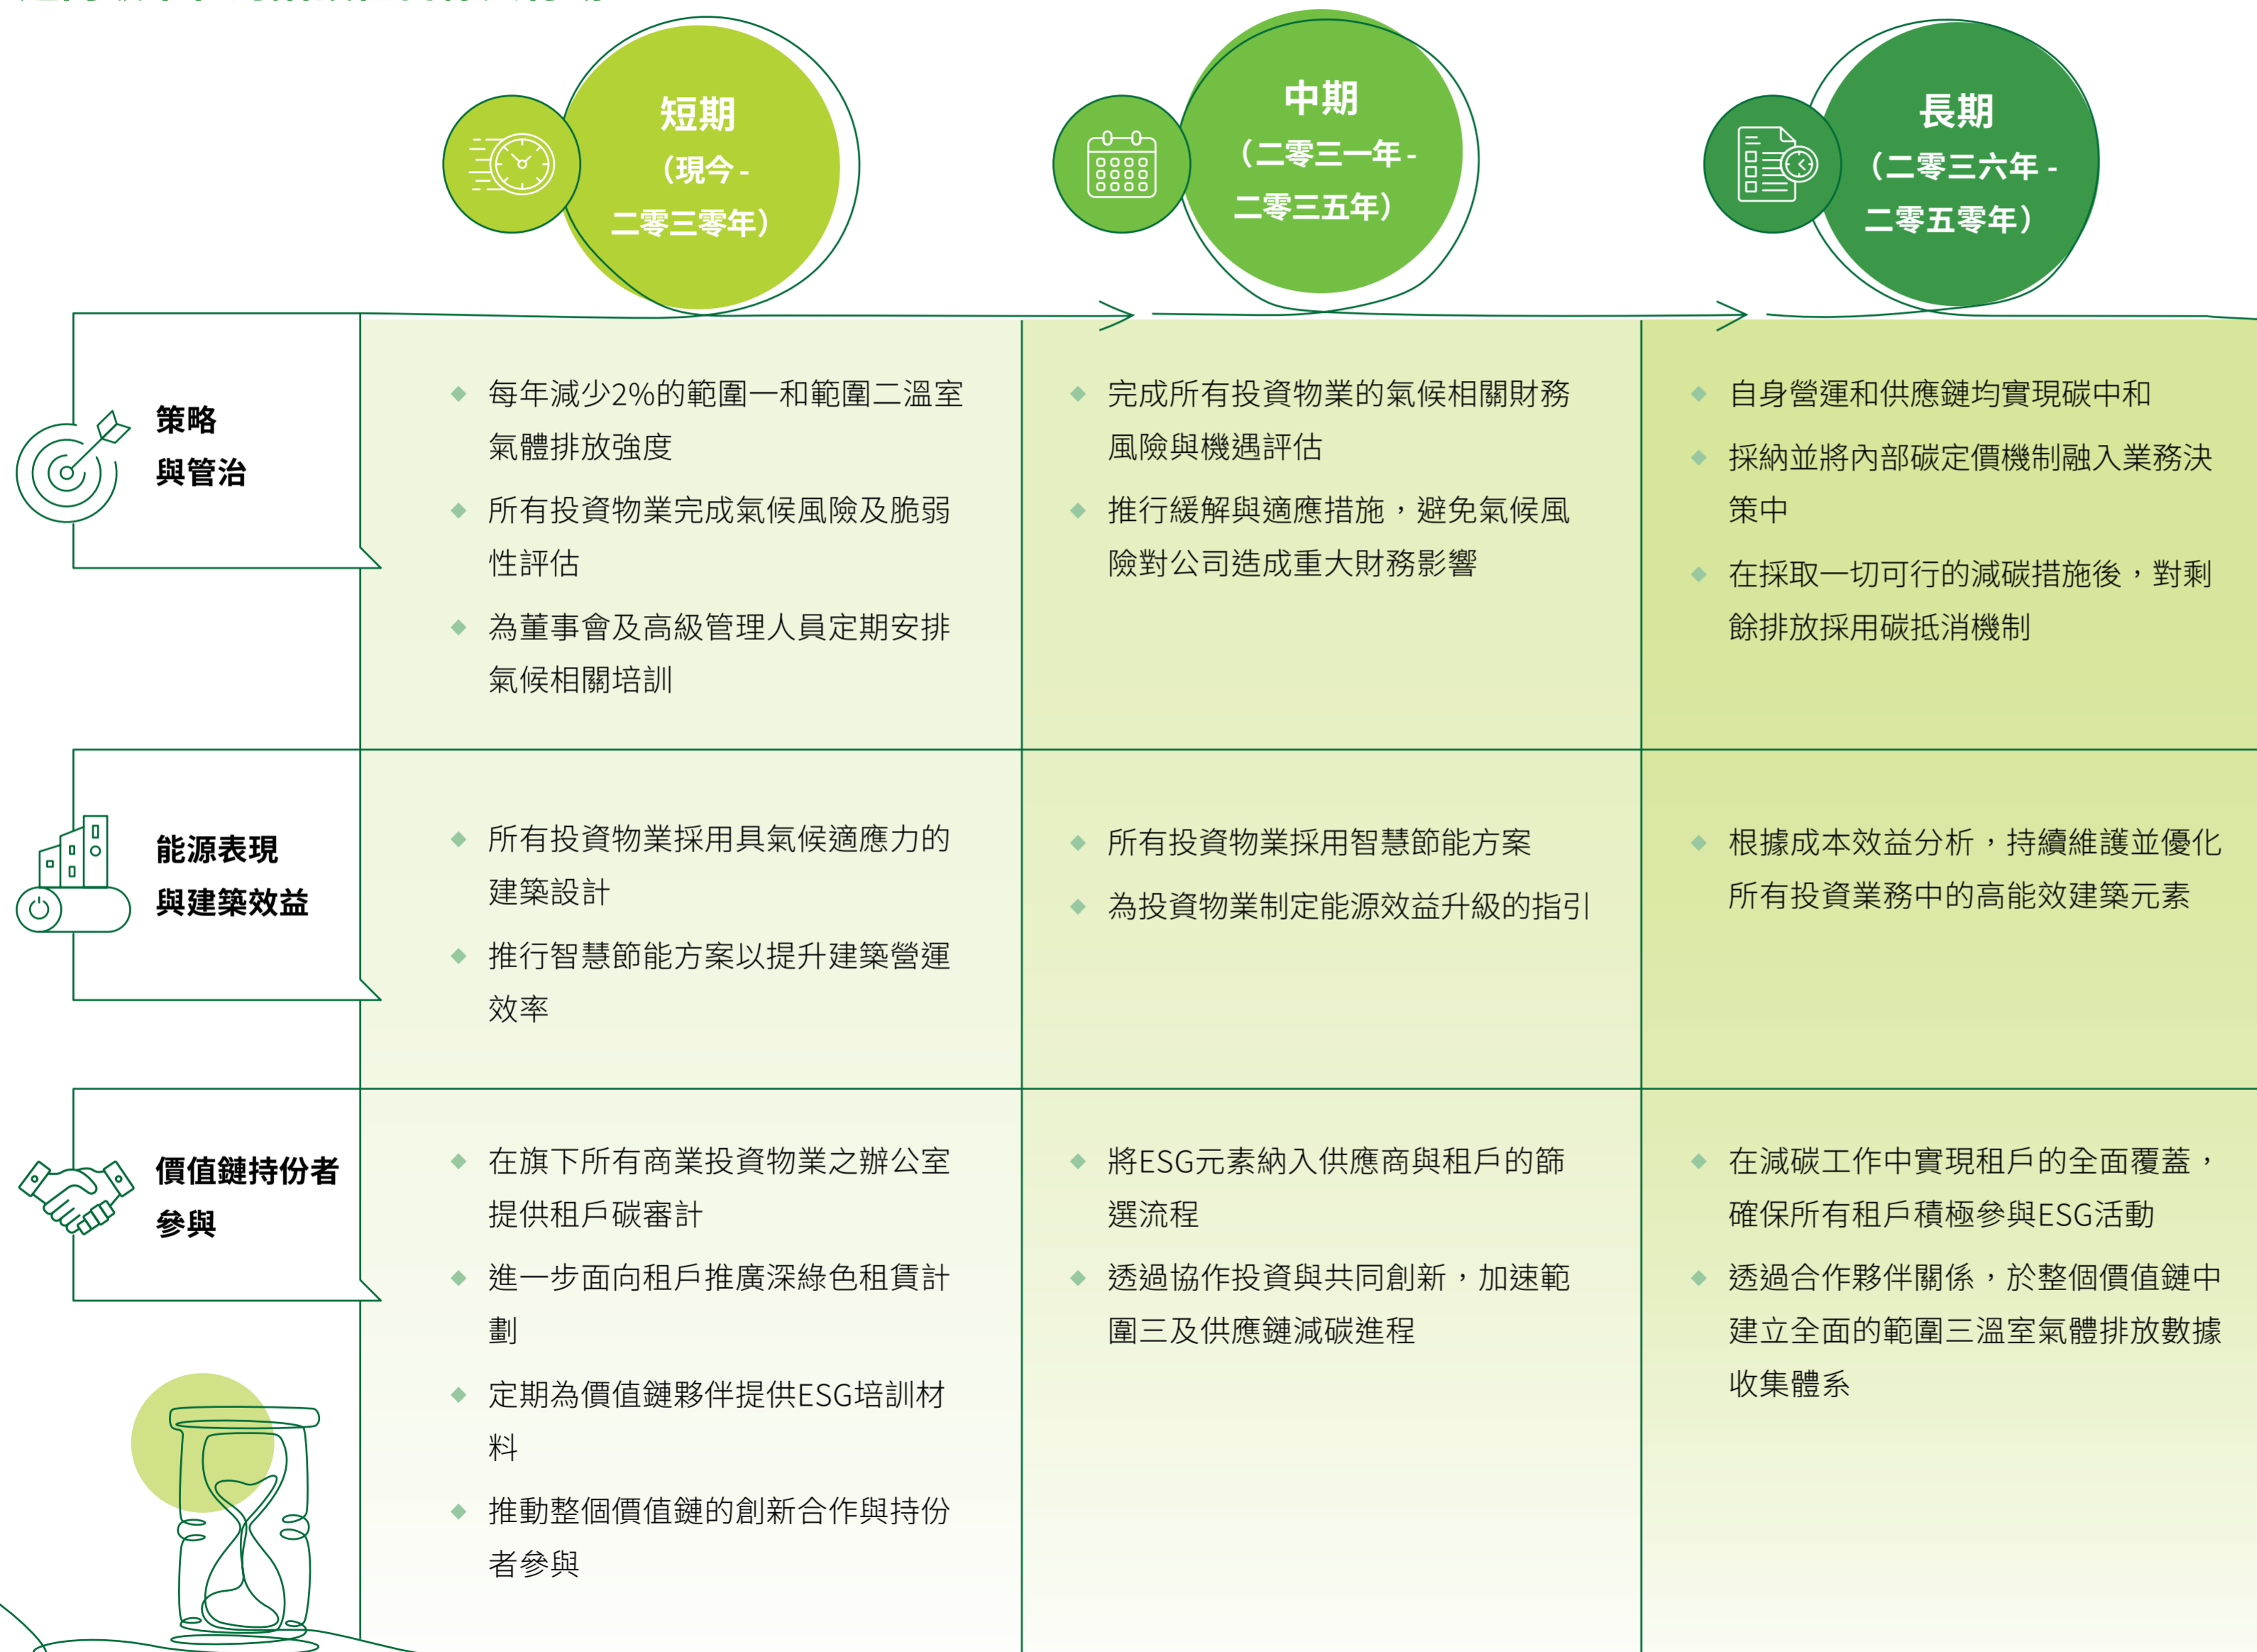 短期
（現今 -
二零三零年）
中期
（二零三一年 -
二零三五年）
長期
（二零三六年 -
二零五零年）
策略
與管治
每年減少2%的範圍一和範圍二溫室
氣體排放強度
所有投資物業完成氣候風險及脆弱
性評估
為董事會及高級管理人員定期安排
氣候相關培訓
完成所有投資物業的氣候相關財務
風險與機遇評估
推行緩解與適應措施，避免氣候風
險對公司造成重大財務影響
自身營運和供應鏈均實現碳中和
採納並將內部碳定價機制融入業務決
策中
在採取一切可行的減碳措施後，對剩
餘排放採用碳抵消機制
能源表現
與建築效益
所有投資物業採用具氣候適應力的
建築設計
推行智慧節能方案以提升建築營運
效率
所有投資物業採用智慧節能方案
為投資物業制定能源效益升級的指引
根據成本效益分析，持續維護並優化
所有投資業務中的高能效建築元素
價值鏈持份者
參與
在旗下所有商業投資物業之辦公室
提供租戶碳審計
進一步面向租戶推廣深綠色租賃計
劃
定期為價值鏈夥伴提供ESG培訓材
料
推動整個價值鏈的創新合作與持份
者參與
將ESG元素納入供應商與租戶的篩
選流程
透過協作投資與共同創新，加速範
圍三及供應鏈減碳進程
在減碳工作中實現租戶的全面覆蓋，
確保所有租戶積極參與ESG活動
透過合作夥伴關係，於整個價值鏈中
建立全面的範圍三溫室氣體排放數據
收集體系